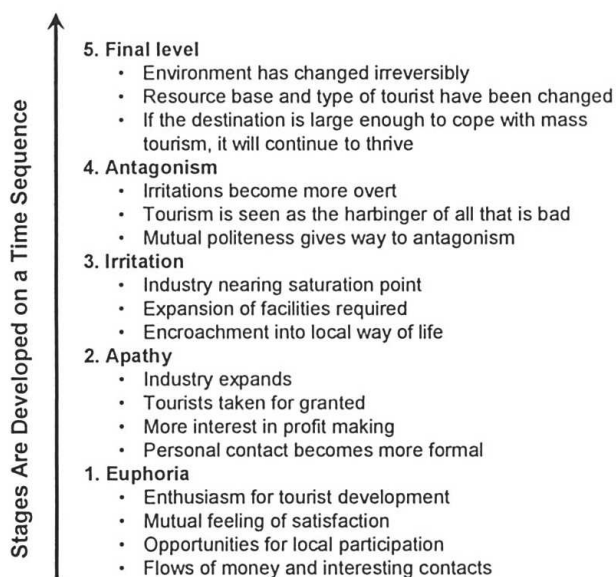 Stages Are Developed on a Time Sequence
5. Final level
• Environment has changed irreversibly
• Resource base and type of tourist have been changed
• If the destination is large enough to cope with mass
tourism, it will continue to thrive
4. Antagonism
• Irritations become more overt
• Tourism is seen as the harbinger of all that is bad
• Mutual politeness gives way to antagonism
3. Irritation
• Industry nearing saturation point
• Expansion of facilities required
• Encroachment into local way of life
2. Apathy
• Industry expands
• Tourists taken for granted
• More interest in profit making
• Personal contact becomes more formal
1. Euphoria
• Enthusiasm for tourist development
• Mutual feeling of satisfaction
• Opportunities for local participation
• Flows of money and interesting contacts